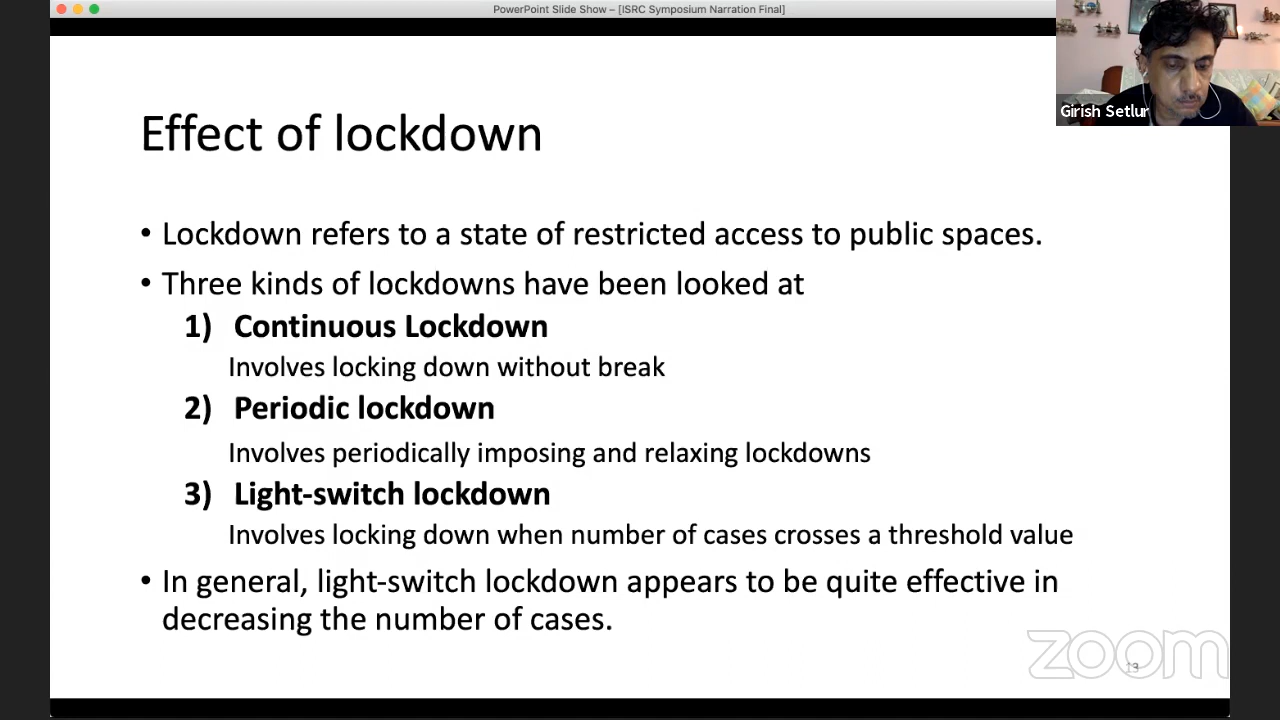 PowerPoint Slide Show – [ISRC Symposium Narration Final]
Girish Setlur
Effect of lockdown
• Lockdown refers to a state of restricted access to public spaces.
• Three kinds of lockdowns have been looked at
1) Continuous Lockdown
Involves locking down without break
2) Periodic lockdown
Involves periodically imposing and relaxing lockdowns
3) Light-switch lockdown
Involves locking down when number of cases crosses a threshold value
• In general, light-switch lockdown appears to be quite effective in
decreasing the number of cases.
zoom
13